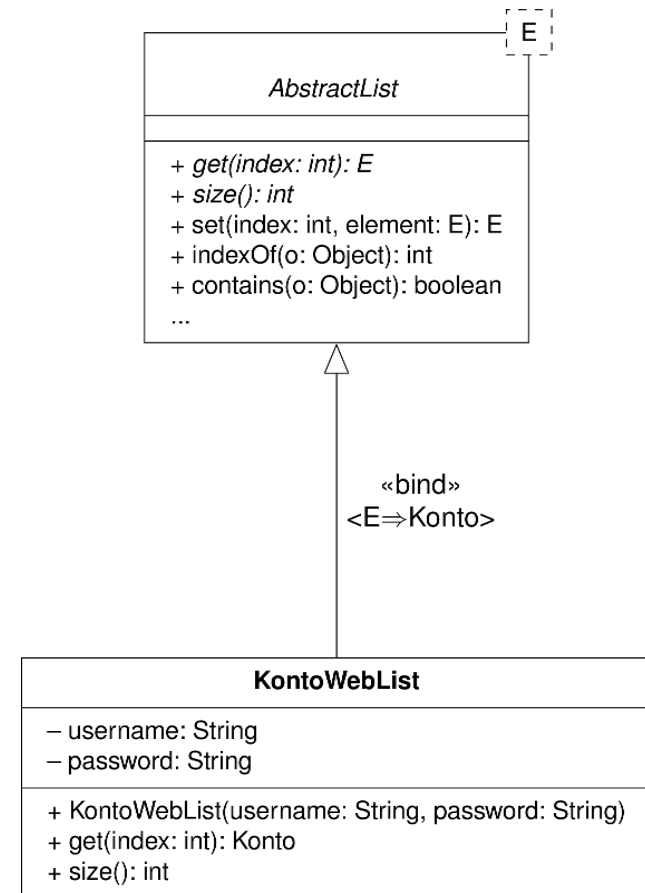 E
AbstractList
+ get(index: int): E
+ size(): int
+ set(index: int, element: E): E
+ indexOf(o: Object): int
+ contains(o: Object): boolean
...
«bind»
<E⇒Konto>
KontoWebList
– username: String
– password: String
+ KontoWebList(username: String, password: String)
+ get(index: int): Konto
+ size(): int